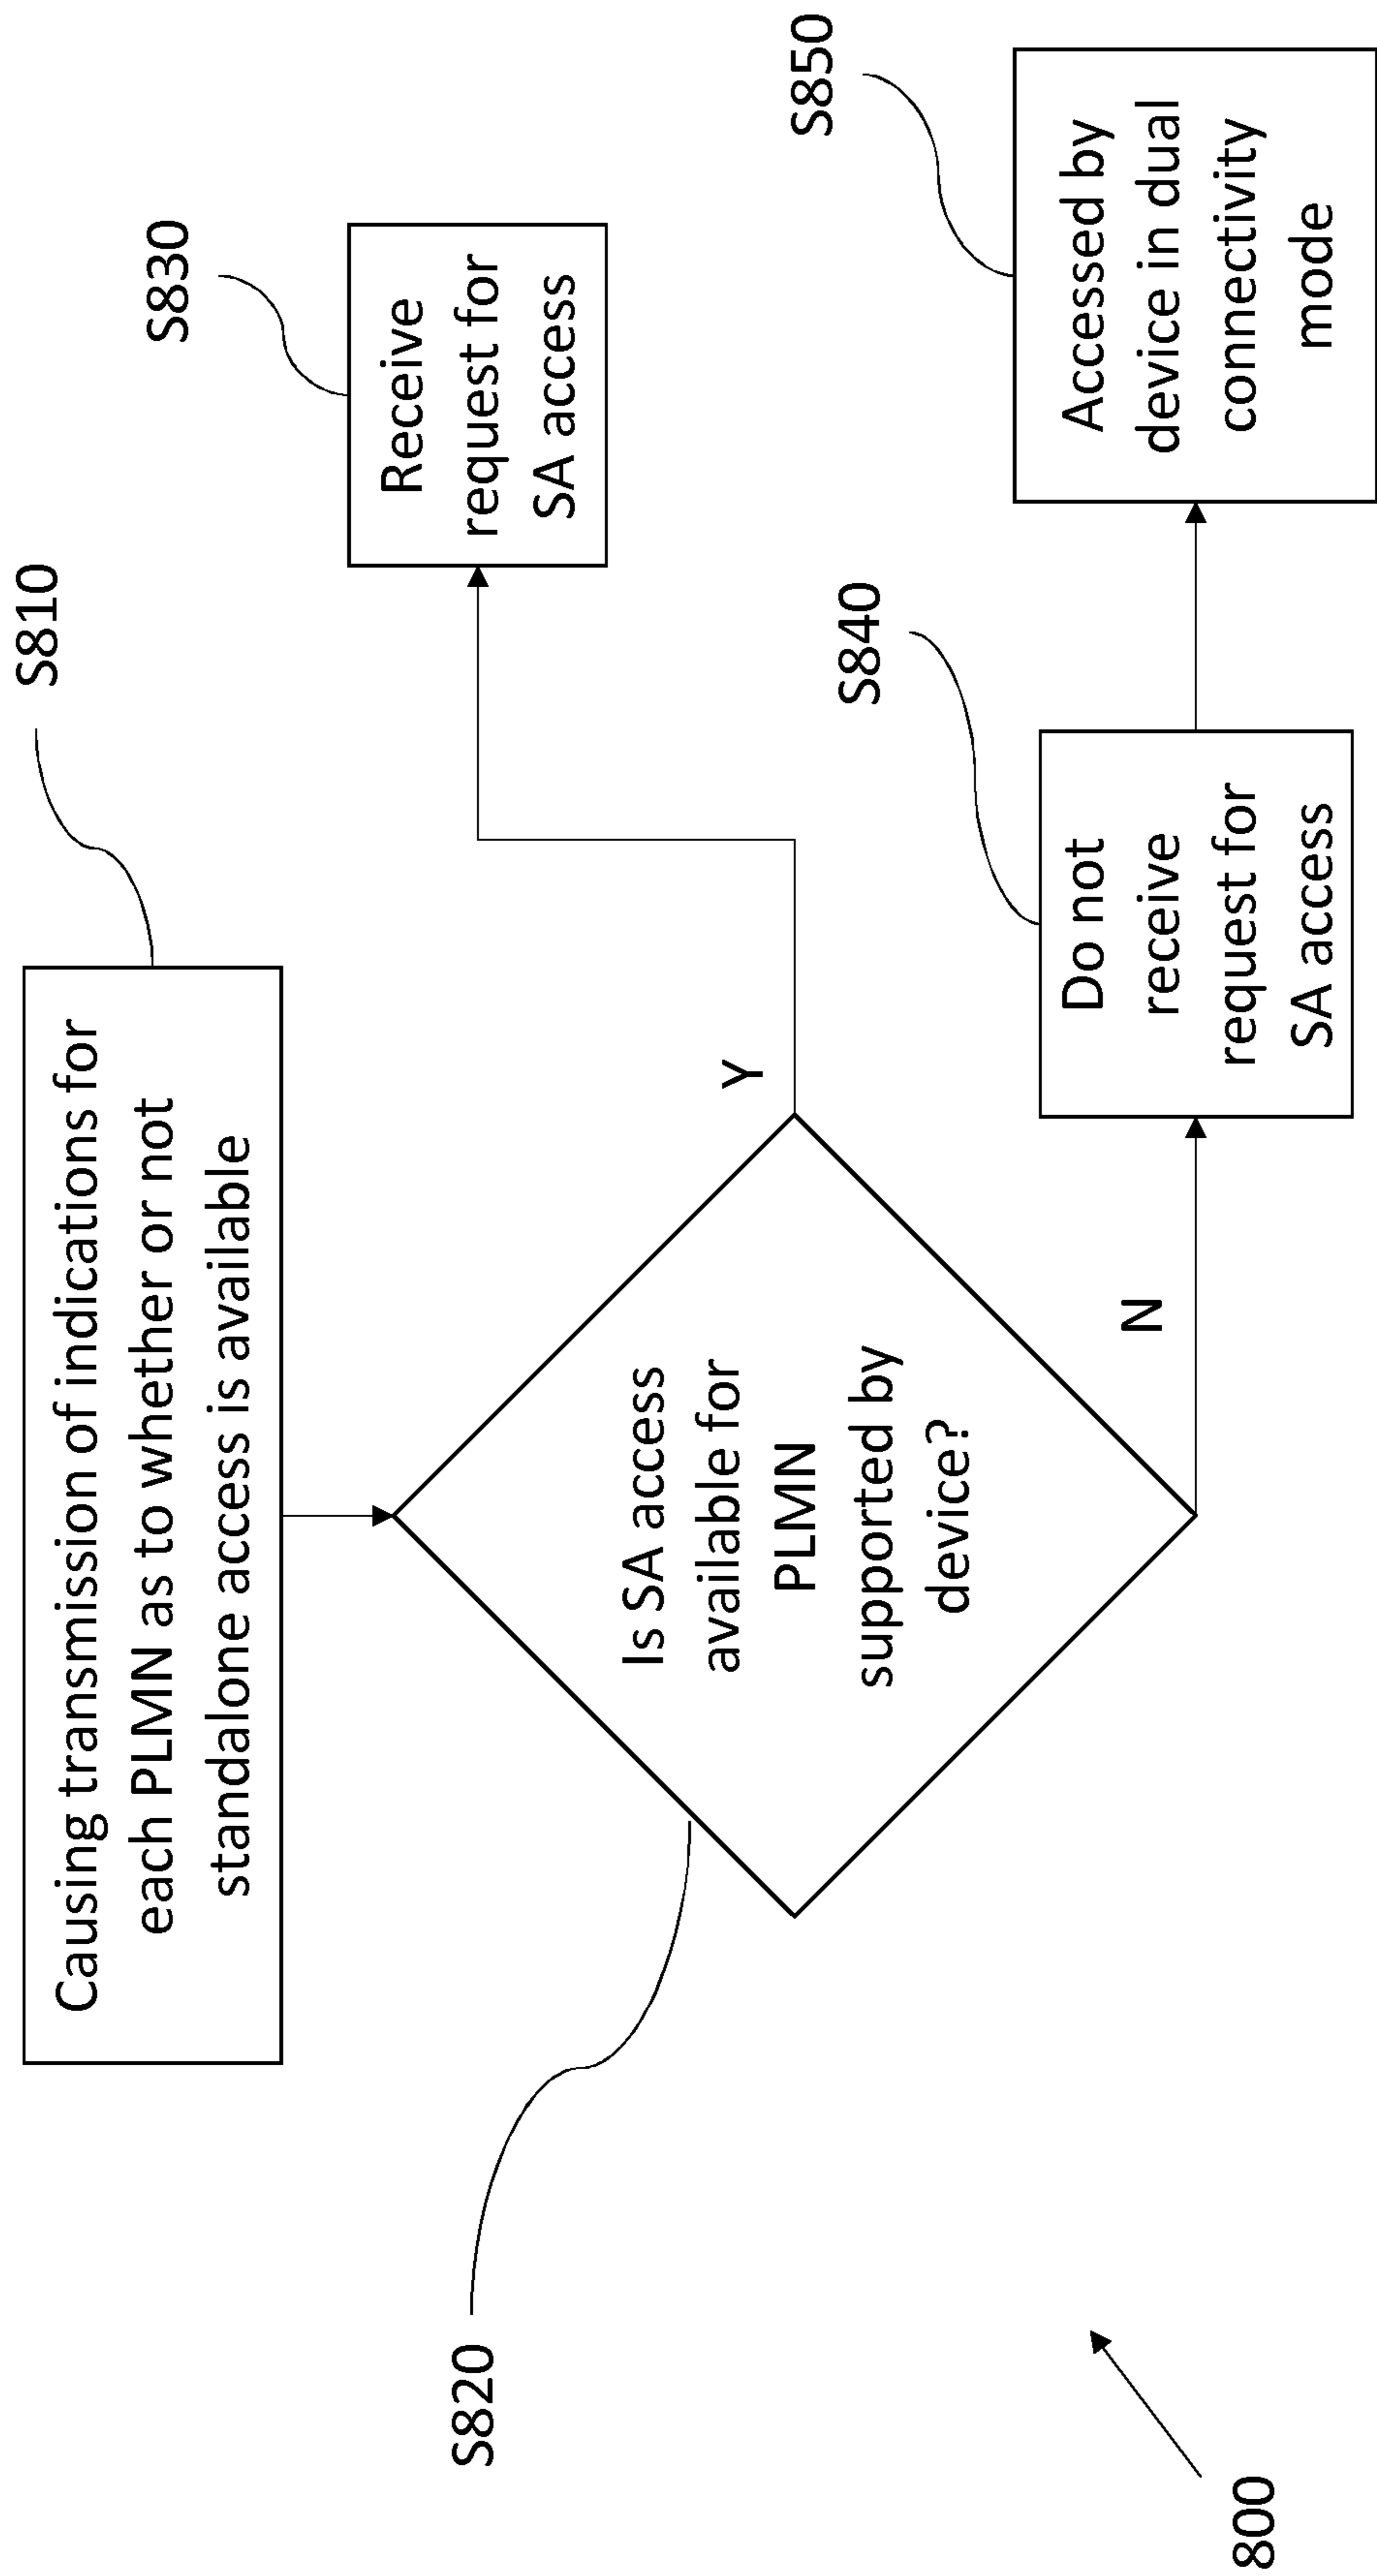 S810
Causing transmission of indications for
each PLMN as to whether or not
standalone access is available
S820
Is SA access
available for
PLMN
supported by
device?
Y
S830
Receive
request for
SA access
N
S840
Do not
receive
request for
SA access
S850
Accessed by
device in dual
connectivity
mode
800